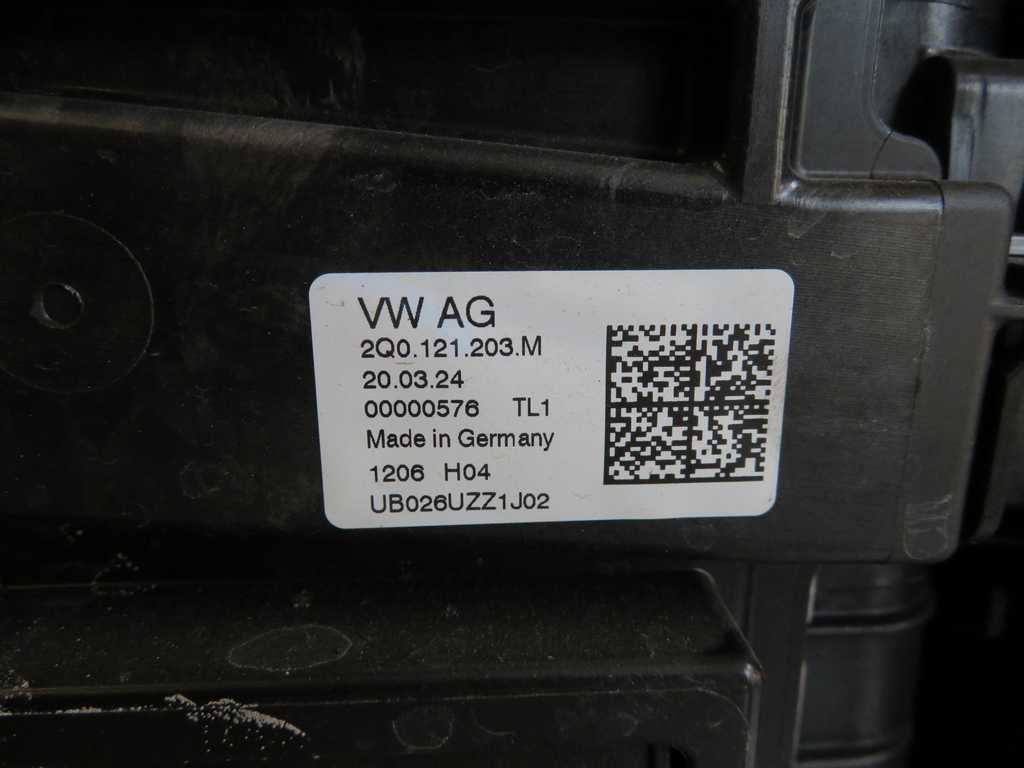 VW AG
2Q0.121.203.M
20.03.24
00000576 TL1
Made in Germany
1206 H04
UB026UZZ1J02